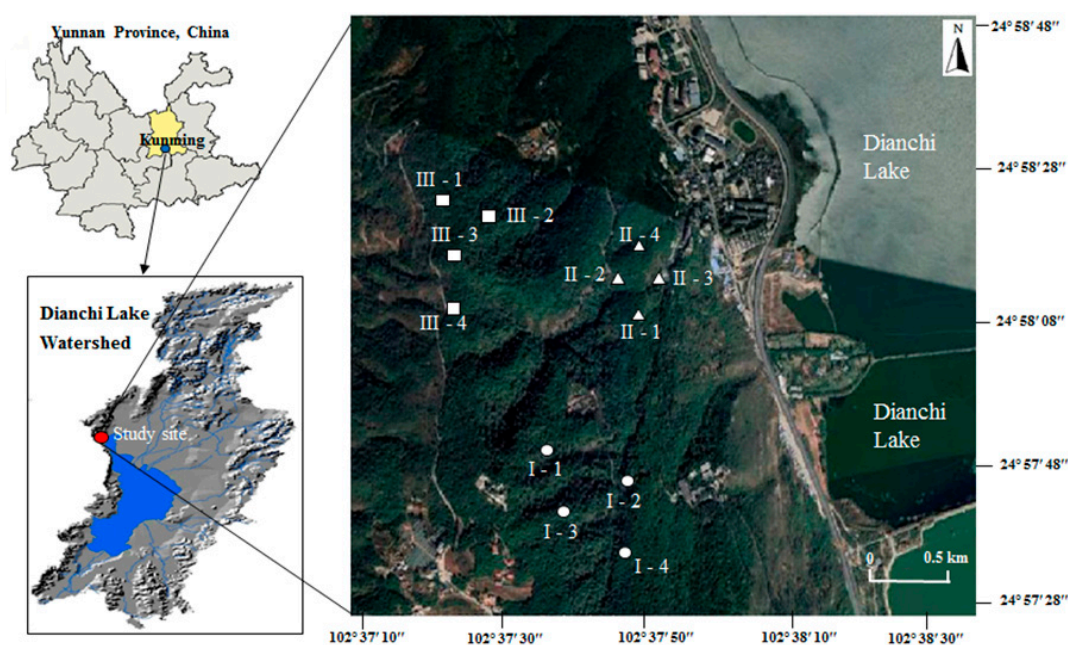 Yunnan Province, China
Kunming
Dianchi Lake
Watershed
Study site
N
Dianchi
Lake
Dianchi
Lake
III - 1
III - 2
III - 3
III - 4
II - 4
II - 2
II - 3
II - 1
I - 1
I - 2
I - 3
I - 4
0 0.5 km
24°58′48″
24°58′28″
24°58′08″
24°57′48″
24°57′28″
102°37′10″ 102°37′30″ 102°37′50″ 102°38′10″ 102°38′30″